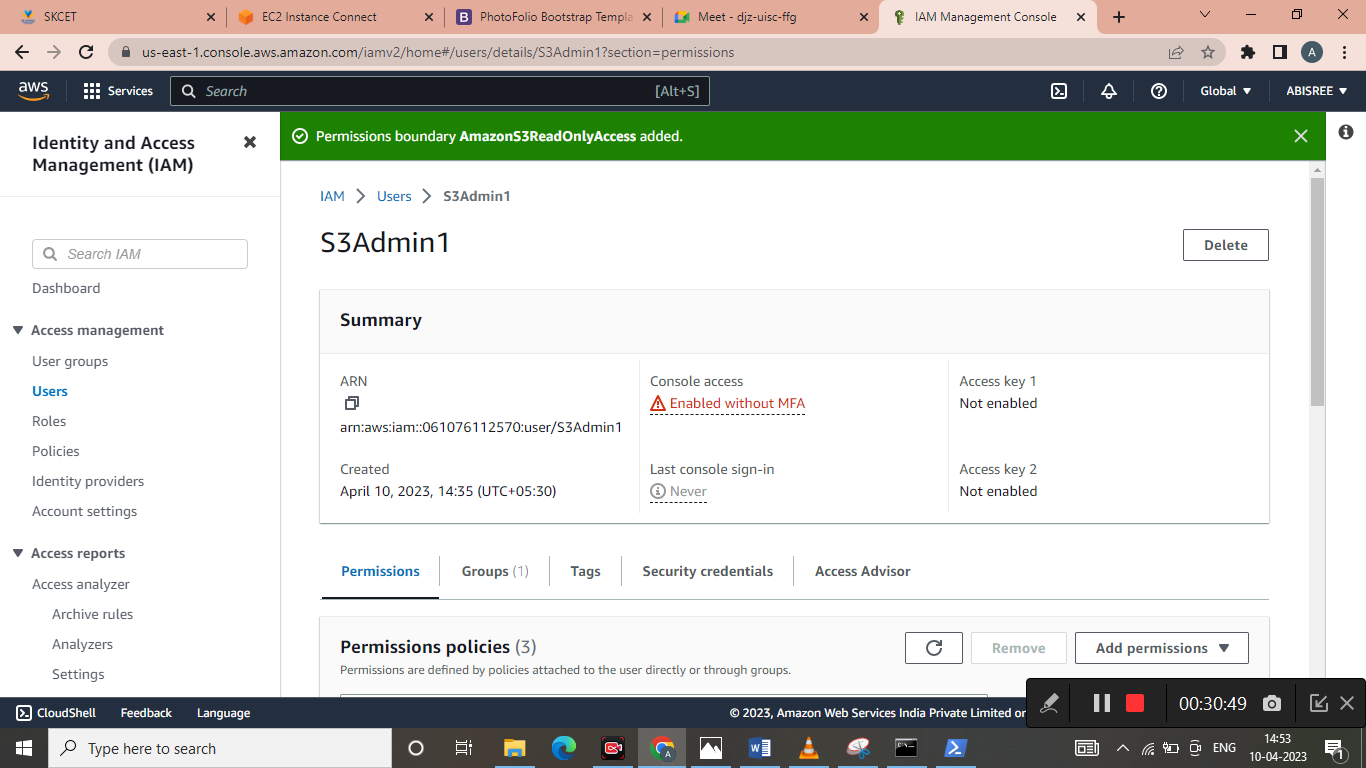 SKCET
EC2 Instance Connect
PhotoFolio Bootstrap Templa
Meet - djz-uisc-ffg
IAM Management Console
us-east-1.console.aws.amazon.com/iamv2/home#/users/details/S3Admin1?section=permissions
A
aws
Services
Search
[Alt+S]
Global
ABISREE
Identity and Access
Management (IAM)
Permissions boundary AmazonS3ReadOnlyAccess added.
Search IAM
Dashboard
Access management
User groups
Users
Roles
Policies
Identity providers
Account settings
Access reports
Access analyzer
Archive rules
Analyzers
Settings
IAM > Users > S3Admin1
S3Admin1
Delete
Summary
ARN
arn:aws:iam::061076112570:user/S3Admin1
Console access
Enabled without MFA
Access key 1
Not enabled
Created
April 10, 2023, 14:35 (UTC+05:30)
Last console sign-in
Never
Access key 2
Not enabled
Permissions
Groups (1)
Tags
Security credentials
Access Advisor
Permissions policies (3)
Permissions are defined by policies attached to the user directly or through groups.
Remove
Add permissions
CloudShell
Feedback
Language
© 2023, Amazon Web Services India Private Limited or
00:30:49
Type here to search
ENG
14:53
10-04-2023
1